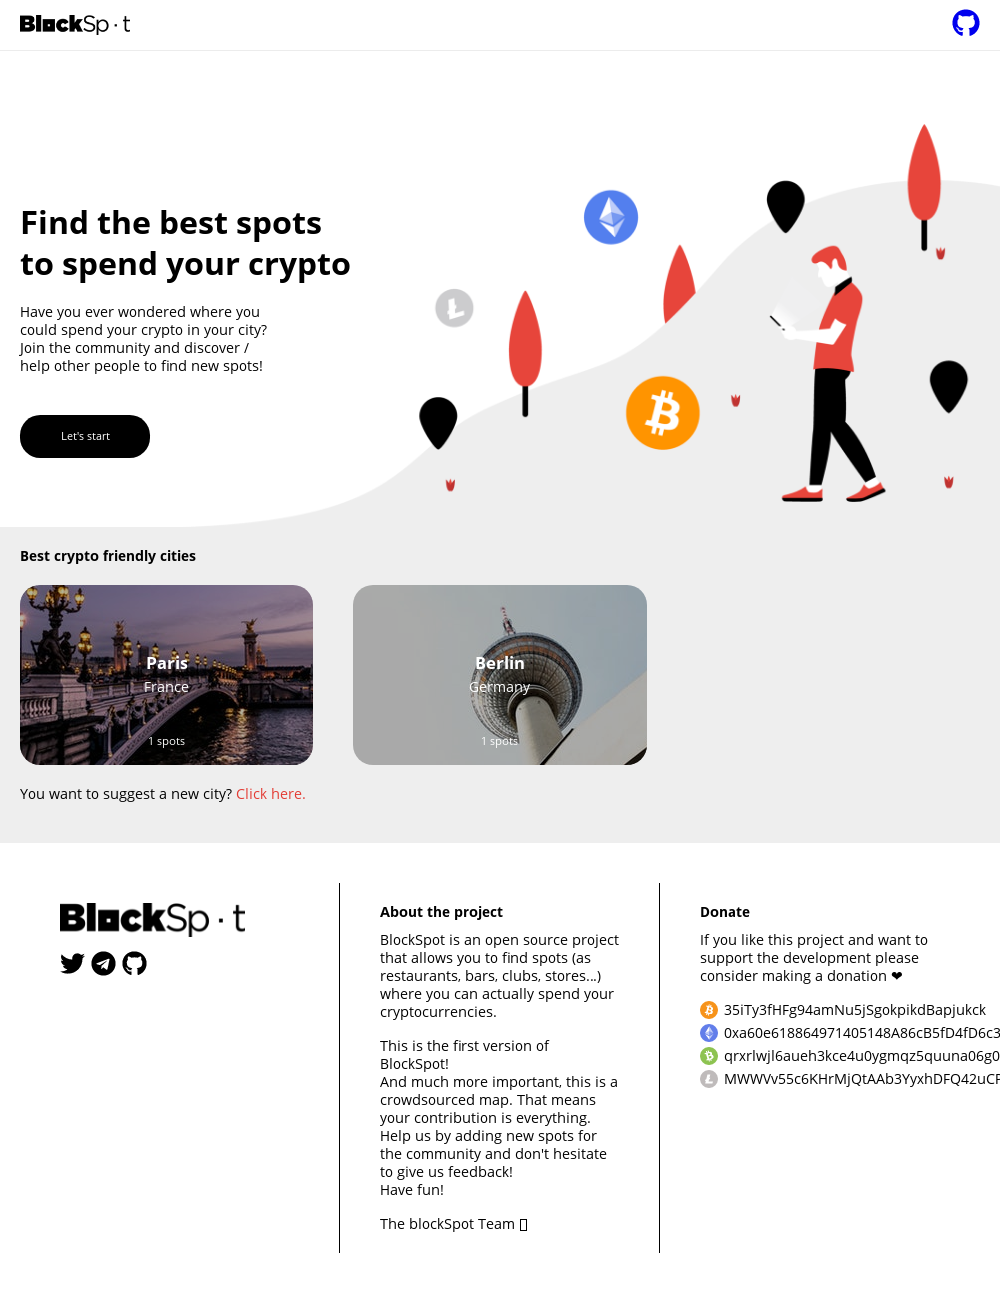 BlockSp·t
Find the best spots
to spend your crypto
Have you ever wondered where you
could spend your crypto in your city?
Join the community and discover /
help other people to find new spots!
Let's start
Best crypto friendly cities
Paris
France
1 spots
Berlin
Germany
1 spots
You want to suggest a new city? Click here.
BlockSp·t
About the project
BlockSpot is an open source project
that allows you to find spots (as
restaurants, bars, clubs, stores...)
where you can actually spend your
cryptocurrencies.
This is the first version of
BlockSpot!
And much more important, this is a
crowdsourced map. That means
your contribution is everything.
Help us by adding new spots for
the community and don't hesitate
to give us feedback!
Have fun!
The blockSpot Team
Donate
If you like this project and want to
support the development please
consider making a donation ❤
35iTy3fHFg94amNu5jSgokpikdBapjukck
0xa60e618864971405148A86cB5fD4fD6c3
qrxrlwjl6aueh3kce4u0ygmqz5quuna06g0
MWWVv55c6KHrMjQtAAb3YyxhDFQ42uCF